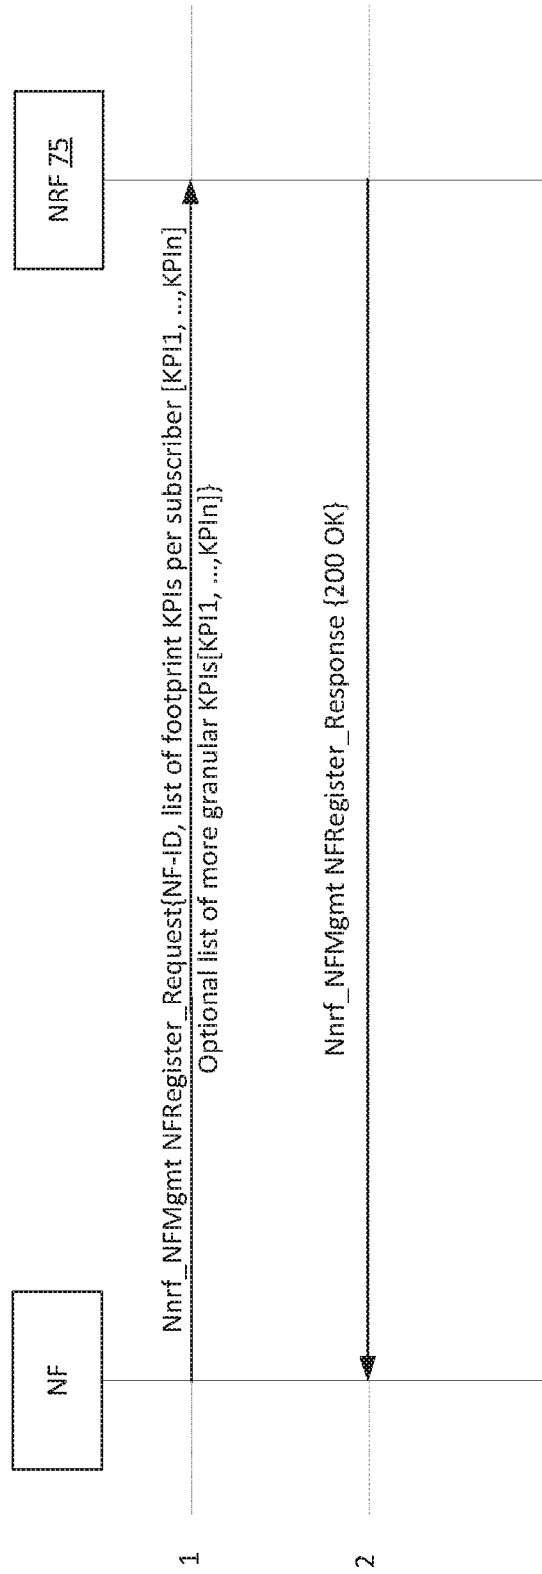 NF
NRF 75
1
Nnrf_NFMgmt NFRegister_Request{NF-ID, list of footprint KPIs per subscriber [KPI1, ...,KPIn]
Optional list of more granular KPIs[KPI1, ...,KPIn]}
2
Nnrf_NFMgmt NFRegister_Response {200 OK}